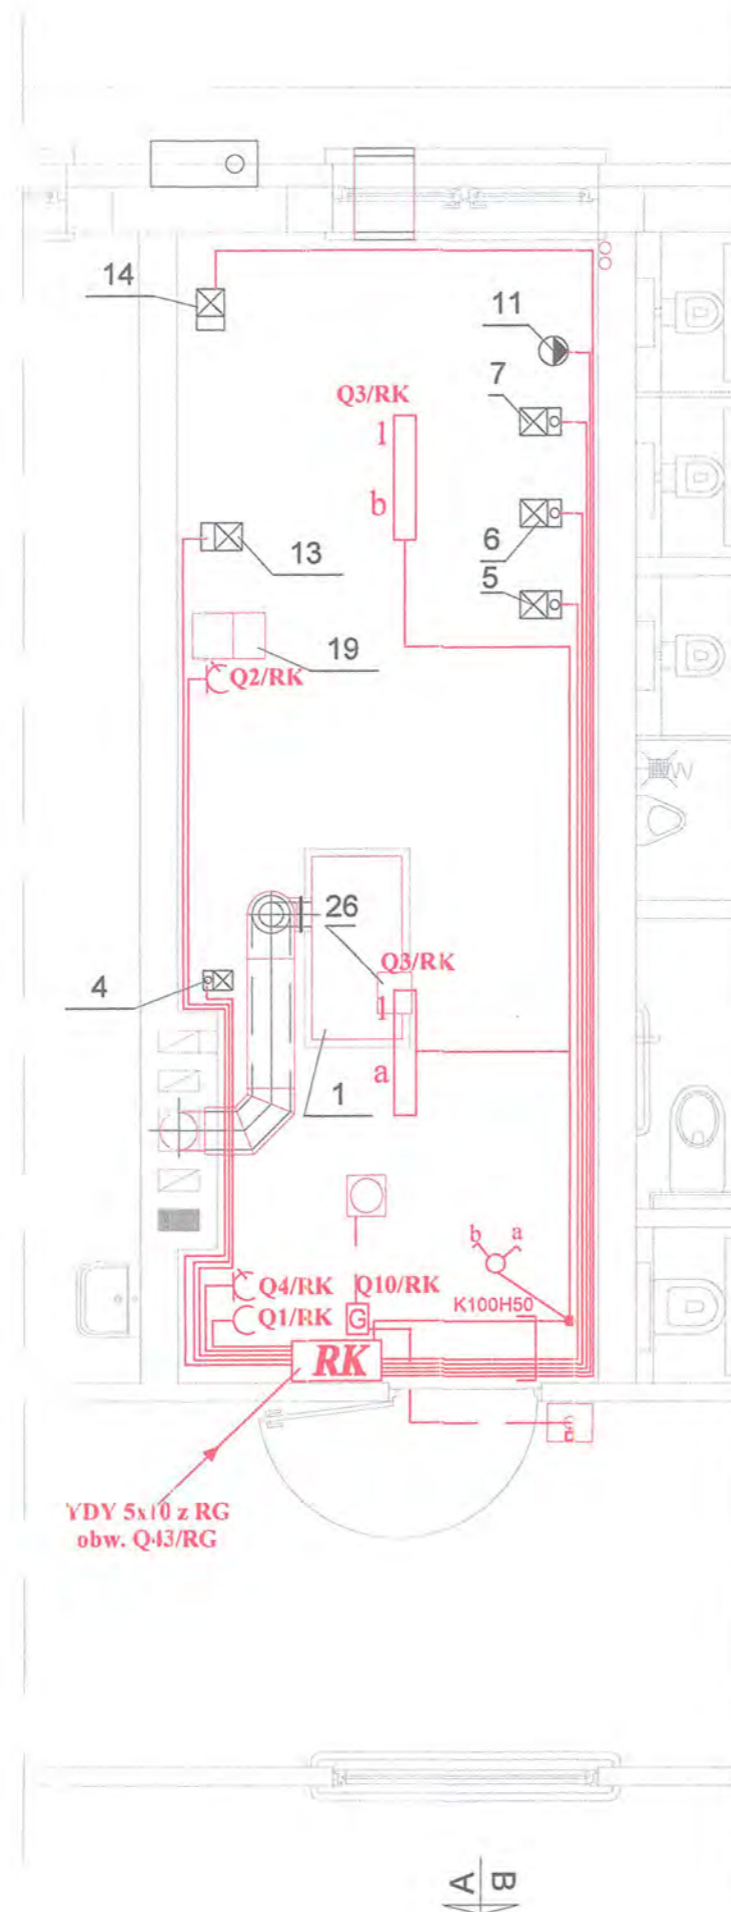 14
11
7
Q3/RK
1
b
6
13
5
19
Q2/RK
26
Q3/RK
4
1
a
1
b a
Q4/RK
Q10/RK
K100H50
Q1/RK
G
RK
YDY 5x10 z RG
obw. Q43/RG
A B